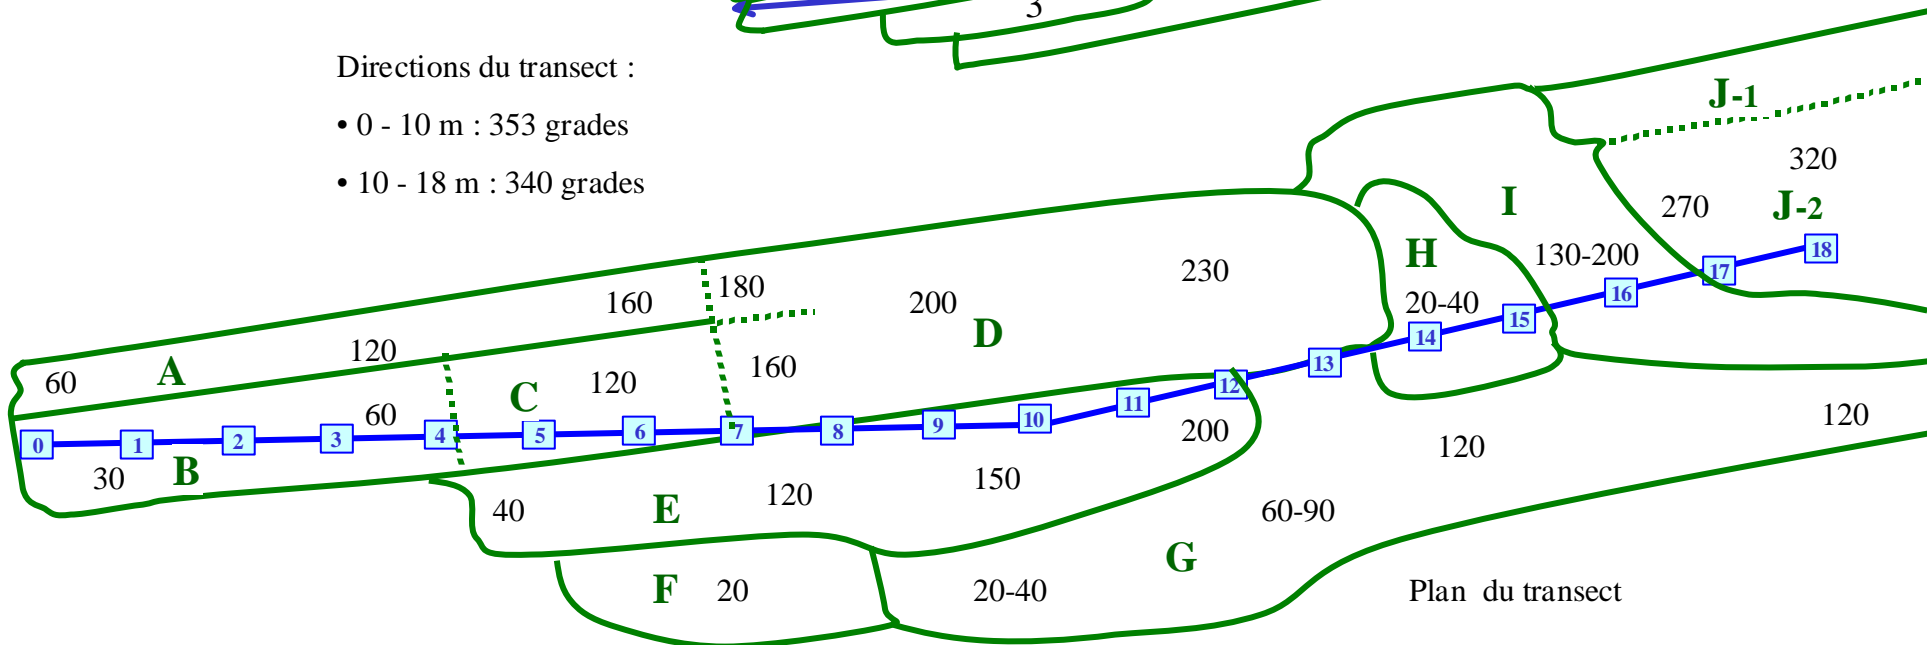 3
Directions du transect :
• 0 - 10 m : 353 grades
• 10 - 18 m : 340 grades
J-1
320
I
270
J-2
H
130-200
18
230
17
180
160
200
20-40
16
D
15
14
120
160
13
A
60
C
120
12
11
60
10
9
8
7
6
5
4
3
2
1
0
200
120
120
B
30
150
120
E
40
60-90
G
F
20
20-40
Plan du transect